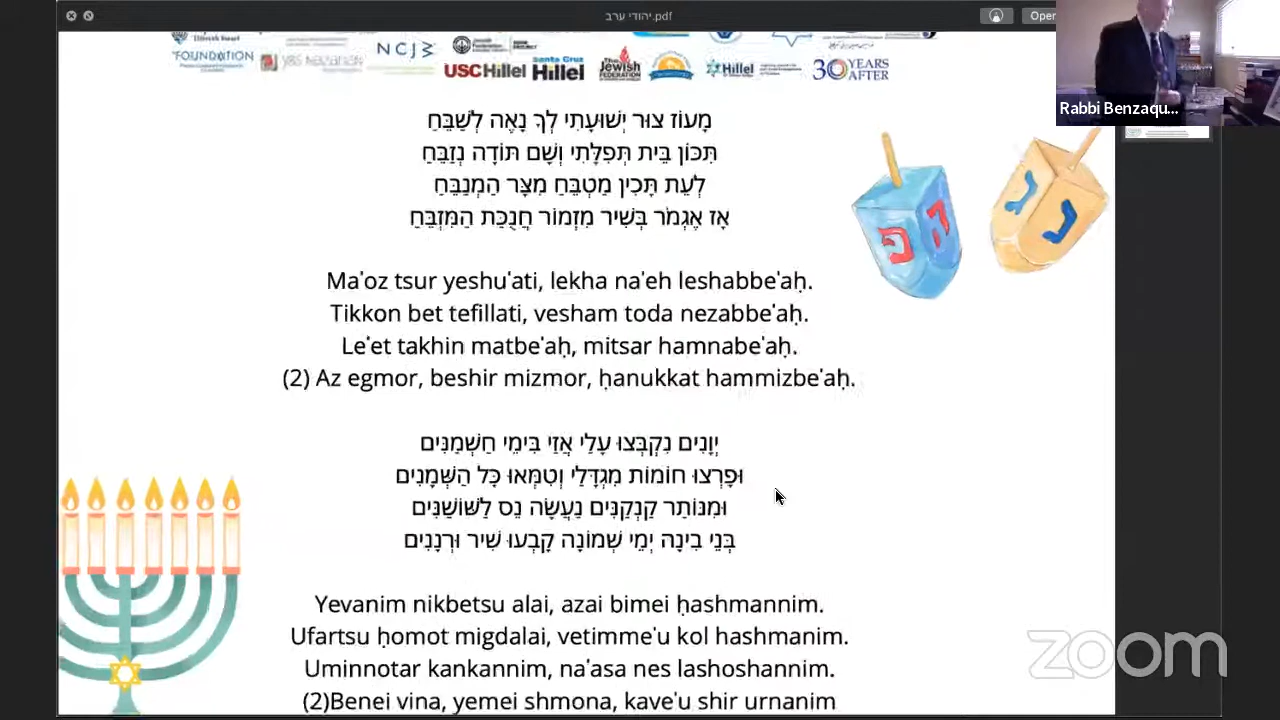 יהודי ערב.pdf
Open
Rabbi Benzaqu...
FOUNDATION
NCJW
USC Hillel
Santa Cruz
Hillel
The
Jewish
FEDERATION
Hillel
30 YEARS
AFTER
מָעוֹז צוּר יְשׁוּעָתִי לְךָ נָאֶה לְשַׁבֵּחַ
תִּכּוֹן בֵּית תְּפִלָּתִי וְשָׁם תּוֹדָה נְזַבֵּחַ
לְעֵת תָּכִין מַטְבֵּחַ מִצָּר הַמְנַבֵּחַ
אָז אֶגְמֹר בְּשִׁיר מִזְמוֹר חֲנֻכַּת הַמִּזְבֵּחַ
Ma'oz tsur yeshu'ati, lekha na'eh leshabbe'aḥ.
Tikkon bet tefillati, vesham toda nezabbe'aḥ.
Le'et takhin matbe'aḥ, mitsar hamnabe'aḥ.
(2) Az egmor, beshir mizmor, ḥanukkat hammizbe'aḥ.
פ ה
ג נ
יְוָנִים נִקְבְּצוּ עָלַי אֲזַי בִּימֵי חַשְׁמַנִּים
וּפָרְצוּ חוֹמוֹת מִגְדָּלַי וְטִמְּאוּ כָּל הַשְּׁמָנִים
וּמִנּוֹתַר קַנְקַנִּים נַעֲשָׂה נֵס לַשּׁוֹשַׁנִּים
בְּנֵי בִינָה יְמֵי שְׁמוֹנָה קָבְעוּ שִׁיר וּרְנָנִים
Yevanim nikbetsu alai, azai bimei ḥashmannim.
Ufartsu ḥomot migdalai, vetimme'u kol hashmanim.
Uminnotar kankannim, na'asa nes lashoshannim.
(2)Benei vina, yemei shmona, kave'u shir urnanim
zoom